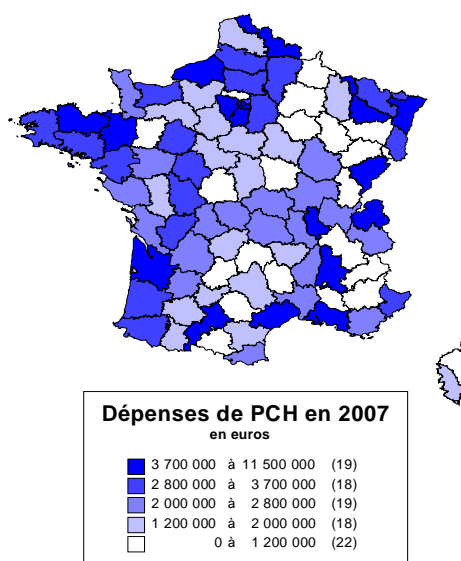 Dépenses de PCH en 2007
en euros
3 700 000 à 11 500 000 (19)
2 800 000 à 3 700 000 (18)
2 000 000 à 2 800 000 (19)
1 200 000 à 2 000 000 (18)
0 à 1 200 000 (22)